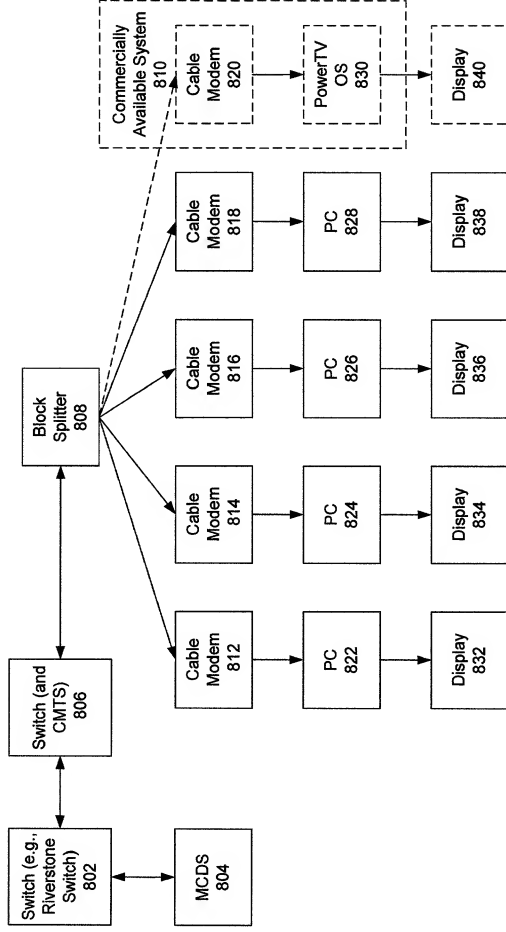 Switch (e.g.,
Riverstone
Switch)
802
Switch (and
CMTS)
806
Block
Splitter
808
MCDS
804
Commercially
Available System
810
Cable
Modem
812
Cable
Modem
814
Cable
Modem
816
Cable
Modem
818
Cable
Modem
820
PC
822
PC
824
PC
826
PC
828
PowerTV
OS
830
Display
832
Display
834
Display
836
Display
838
Display
840